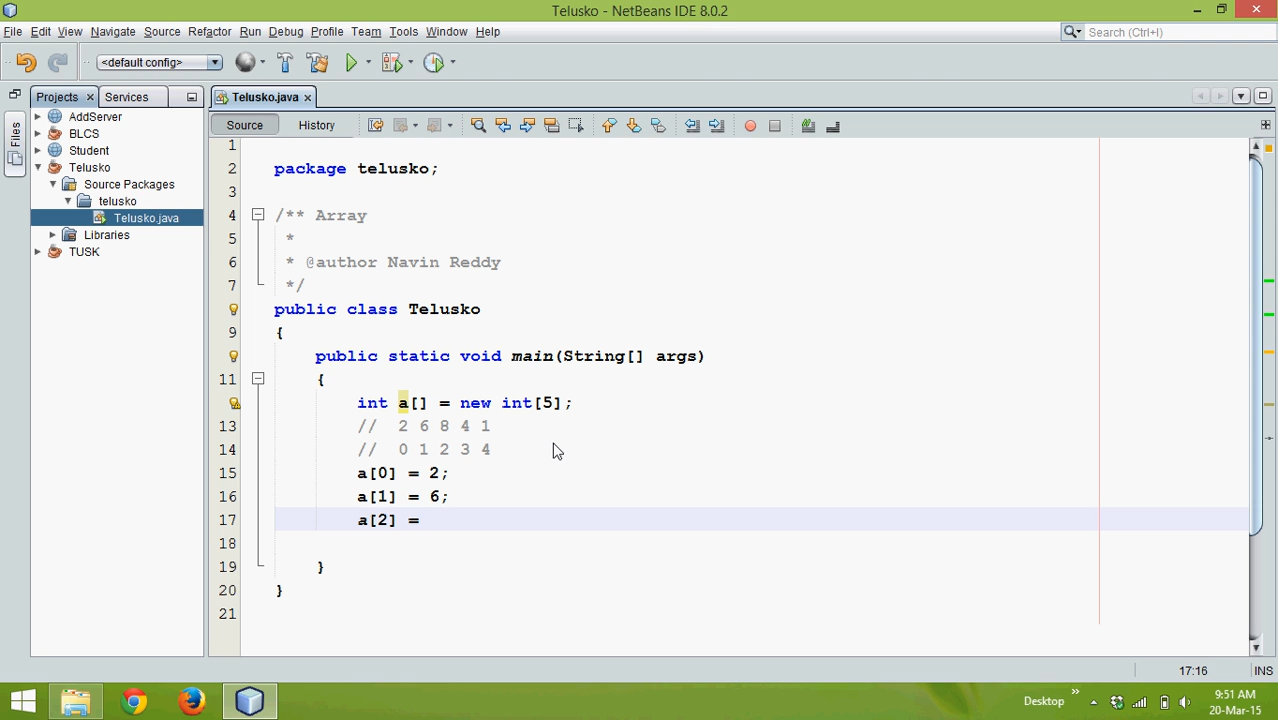 Telusko - NetBeans IDE 8.0.2
File Edit View Navigate Source Refactor Run Debug Profile Team Tools Window Help
Search (Ctrl+I)
<default config>
Projects Services
Telusko.java
Files
AddServer
BLCS
Student
Telusko
Source Packages
telusko
Telusko.java
Libraries
TUSK
Source History
1
2 package telusko;
3
4 /** Array
5 *
6 * @author Navin Reddy
7 */
public class Telusko
9 {
public static void main(String[] args)
11 {
int a[] = new int[5];
13 // 2 6 8 4 1
14 // 0 1 2 3 4
15 a[0] = 2;
16 a[1] = 6;
17 a[2] =
18
19 }
20 }
21
17:16 INS
Desktop
9:51 AM
20-Mar-15